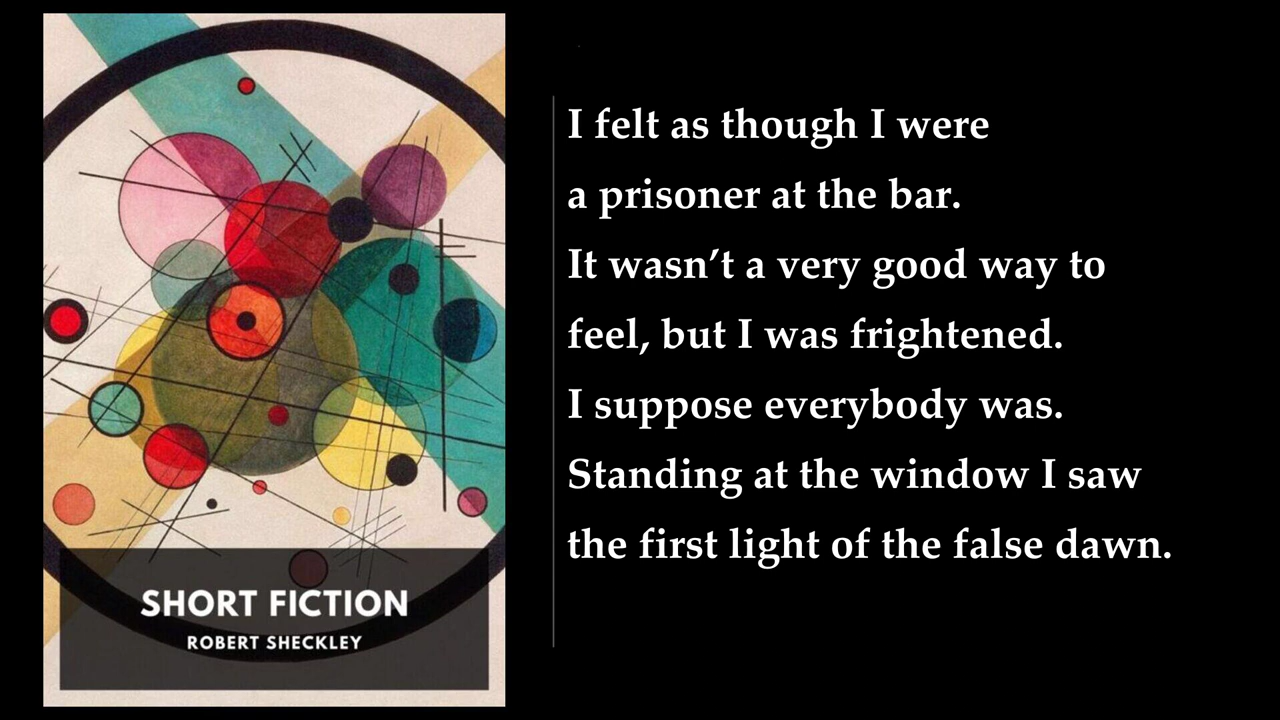 SHORT FICTION
ROBERT SHECKLEY
I felt as though I were
a prisoner at the bar.
It wasn’t a very good way to
feel, but I was frightened.
I suppose everybody was.
Standing at the window I saw
the first light of the false dawn.